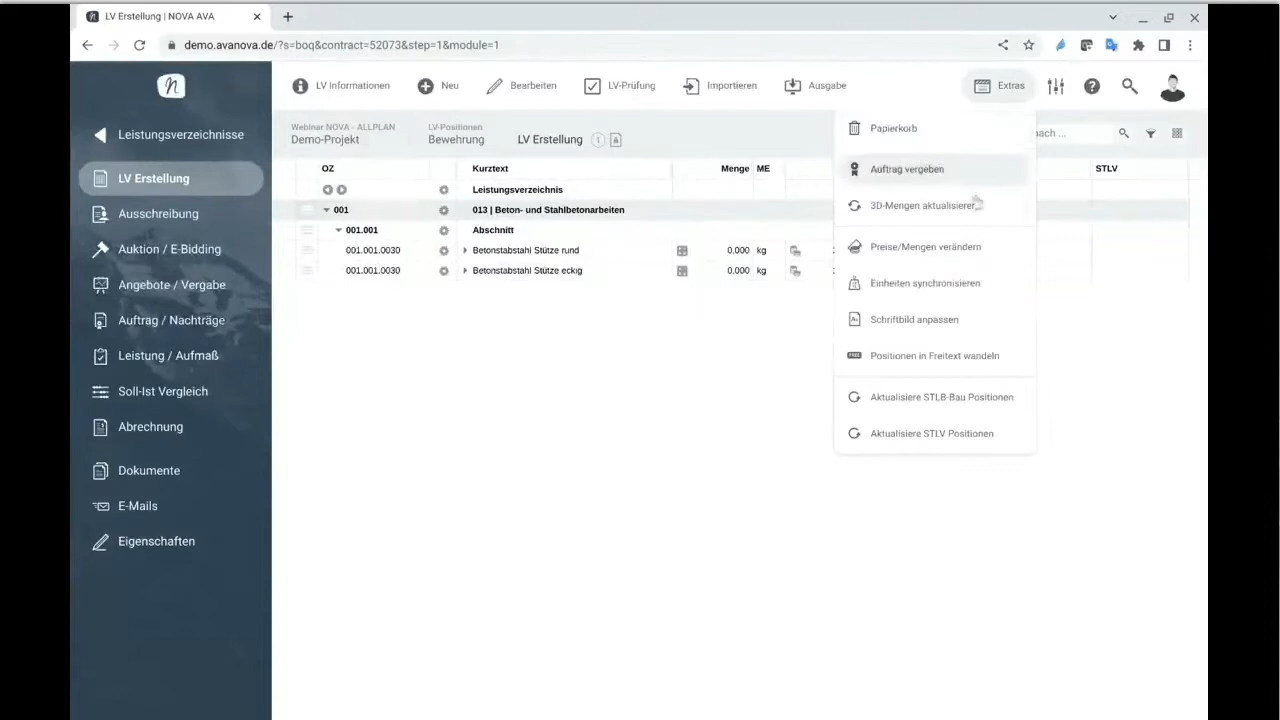 LV Erstellung | NOVA AVA
demo.avanova.de/?s=boq&contract=52073&step=1&module=1
LV Informationen
Neu
Bearbeiten
LV-Prüfung
Importieren
Ausgabe
Extras
Leistungsverzeichnisse
LV Erstellung
Ausschreibung
Auktion / E-Bidding
Angebote / Vergabe
Auftrag / Nachträge
Leistung / Aufmaß
Soll-Ist Vergleich
Abrechnung
Dokumente
E-Mails
Eigenschaften
Webinar NOVA - ALLPLAN
Demo-Projekt
LV-Positionen
Bewehrung
LV Erstellung 1
OZ Kurztext Menge ME STLV
Leistungsverzeichnis
001 013 | Beton- und Stahlbetonarbeiten
001.001 Abschnitt
001.001.0030 Betonstabstahl Stütze rund 0,000 kg
001.001.0030 Betonstabstahl Stütze eckig 0,000 kg
Papierkorb
Auftrag vergeben
3D-Mengen aktualisieren
Preise/Mengen verändern
Einheiten synchronisieren
Schriftbild anpassen
FREE Positionen in Freitext wandeln
Aktualisiere STLB-Bau Positionen
Aktualisiere STLV Positionen